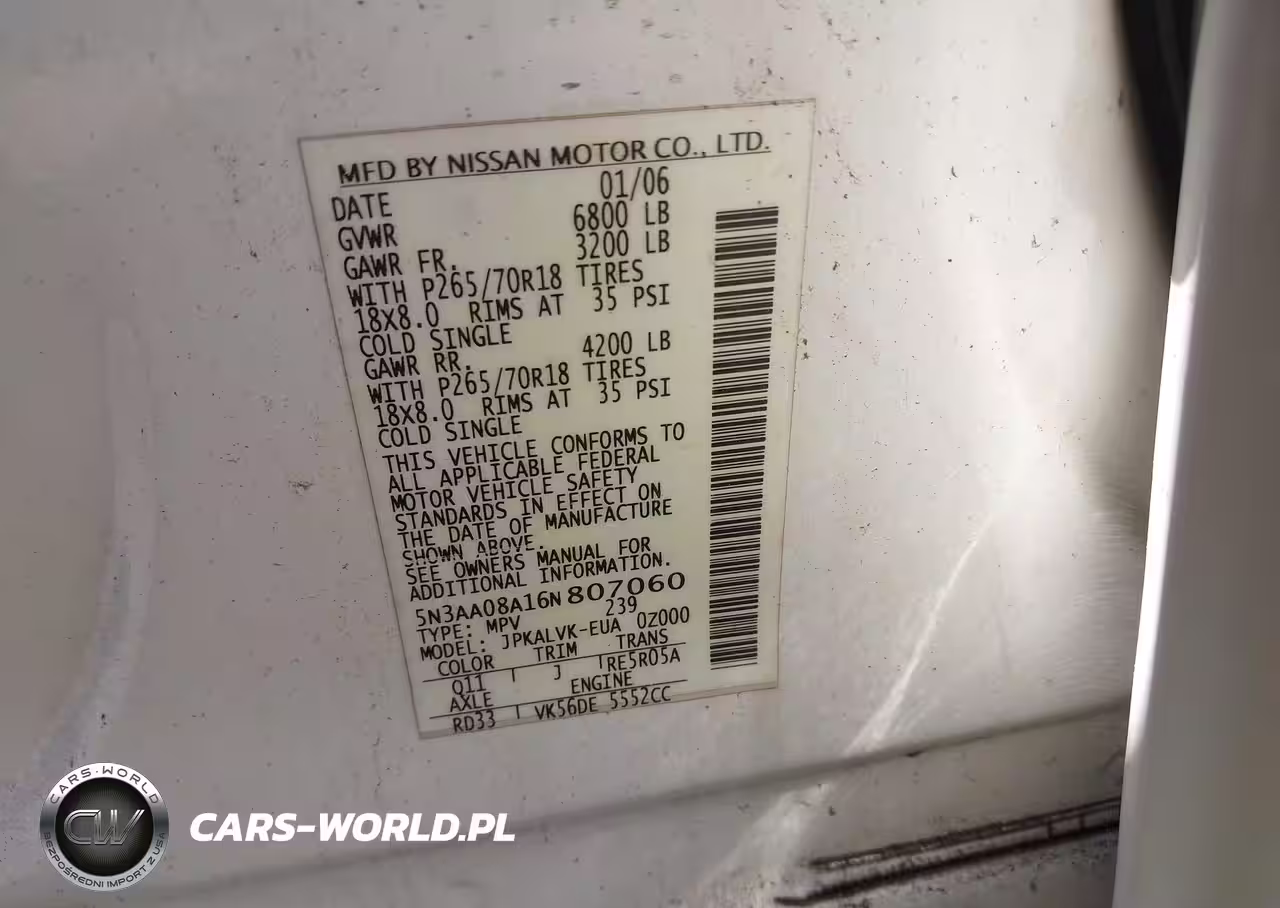 MFD BY NISSAN MOTOR CO., LTD.
DATE 01/06
GVWR 6800 LB
GAWR FR. 3200 LB
WITH P265/70R18 TIRES
18X8.0 RIMS AT 35 PSI
COLD SINGLE
GAWR RR. 4200 LB
WITH P265/70R18 TIRES
18X8.0 RIMS AT 35 PSI
COLD SINGLE
THIS VEHICLE CONFORMS TO
ALL APPLICABLE FEDERAL
MOTOR VEHICLE SAFETY
STANDARDS IN EFFECT ON
THE DATE OF MANUFACTURE
SHOWN ABOVE.
SEE OWNERS MANUAL FOR
ADDITIONAL INFORMATION.
5N3AA08A16N807060
TYPE: MPV 239
MODEL: JPKALVK-EUA 0Z000
COLOR TRIM TRANS
Q11 J RE5R05A
AXLE ENGINE
RD33 VK56DE 5552CC
CARS-WORLD
CW
BEZPOŚREDNI IMPORT Z USA
CARS-WORLD.PL